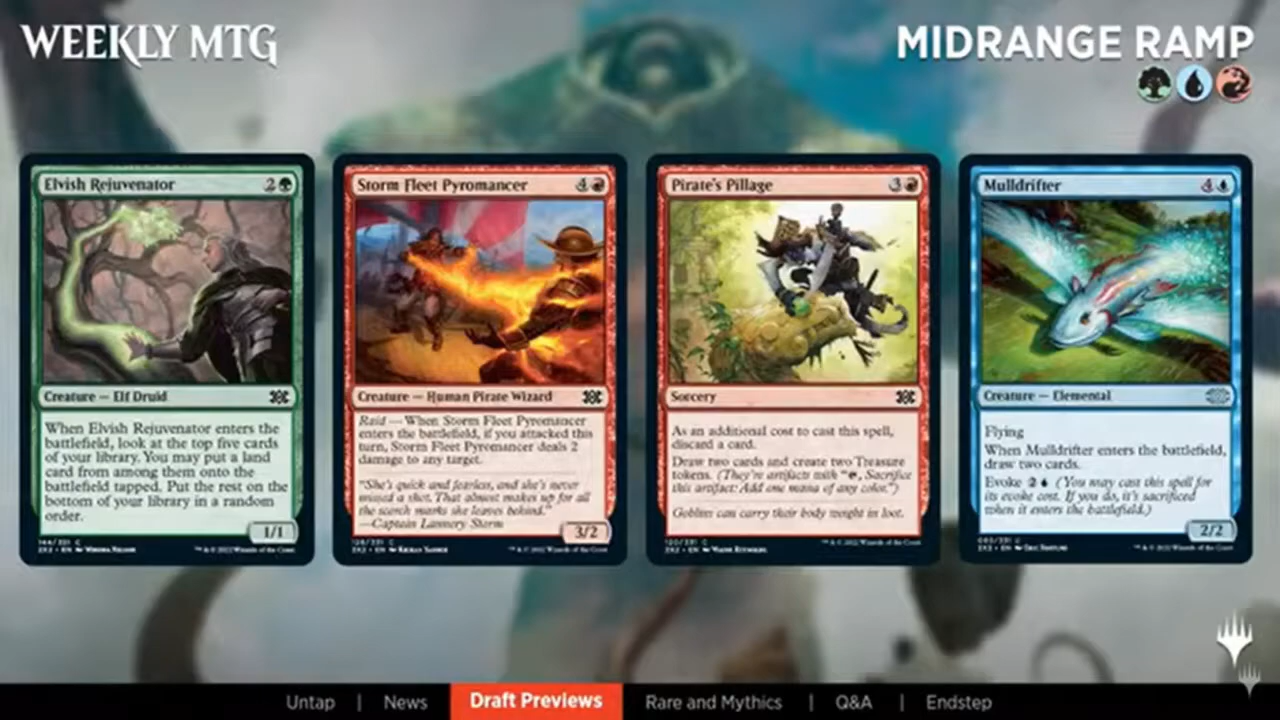 WEEKLY MTG
MIDRANGE RAMP
Elvish Rejuvenator 2
Creature — Elf Druid
When Elvish Rejuvenator enters the
battlefield, look at the top five cards
of your library. You may put a land
card from among them onto the
battlefield tapped. Put the rest on the
bottom of your library in a random
order.
1/1
Storm Fleet Pyromancer 4
Creature — Human Pirate Wizard
Raid — When Storm Fleet Pyromancer
enters the battlefield, if you attacked this
turn, Storm Fleet Pyromancer deals 2
damage to any target.
"She's quick and fearless, and she's never
missed a shot. That almost makes up for all
the scorch marks she leaves behind."
—Captain Lannery Storm
3/2
Pirate's Pillage 3
Sorcery
As an additional cost to cast this spell,
discard a card.
Draw two cards and create two Treasure
tokens. (They're artifacts with ", Sacrifice
this artifact: Add one mana of any color.")
Goblins can carry their body weight in loot.
Mulldrifter 4
Creature — Elemental
Flying
When Mulldrifter enters the battlefield,
draw two cards.
Evoke 2 (You may cast this spell for
its evoke cost. If you do, it's sacrificed
when it enters the battlefield.)
2/2
Untap | News Draft Previews Rare and Mythics | Q&A | Endstep